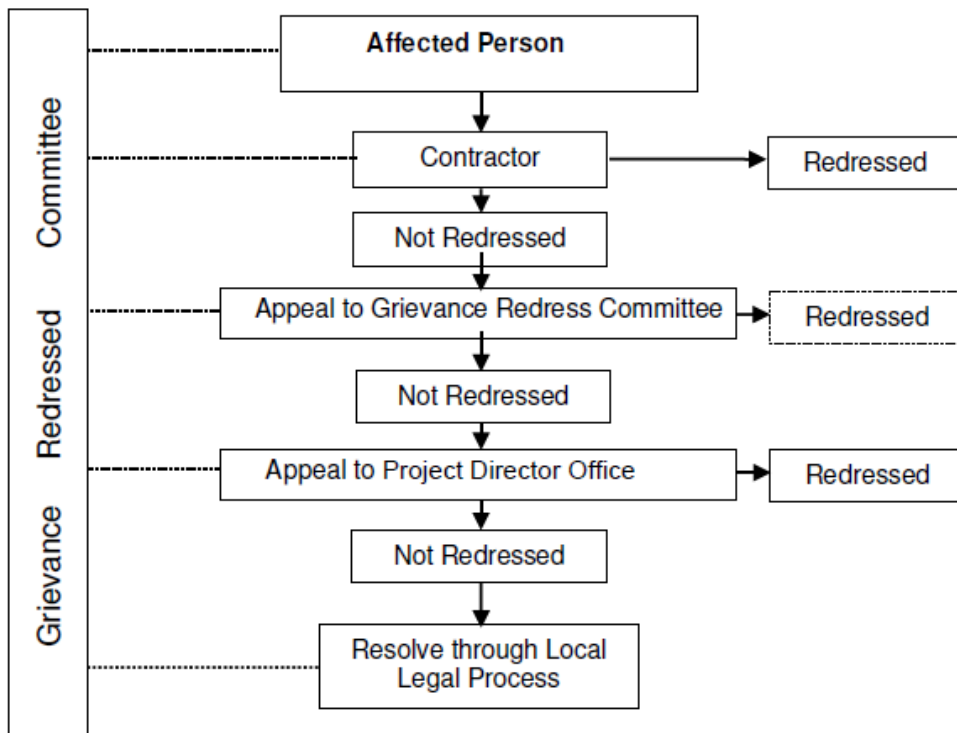 Grievance Redressed Committee
Affected Person
Contractor
Redressed
Not Redressed
Appeal to Grievance Redress Committee
Redressed
Not Redressed
Appeal to Project Director Office
Redressed
Not Redressed
Resolve through Local
Legal Process